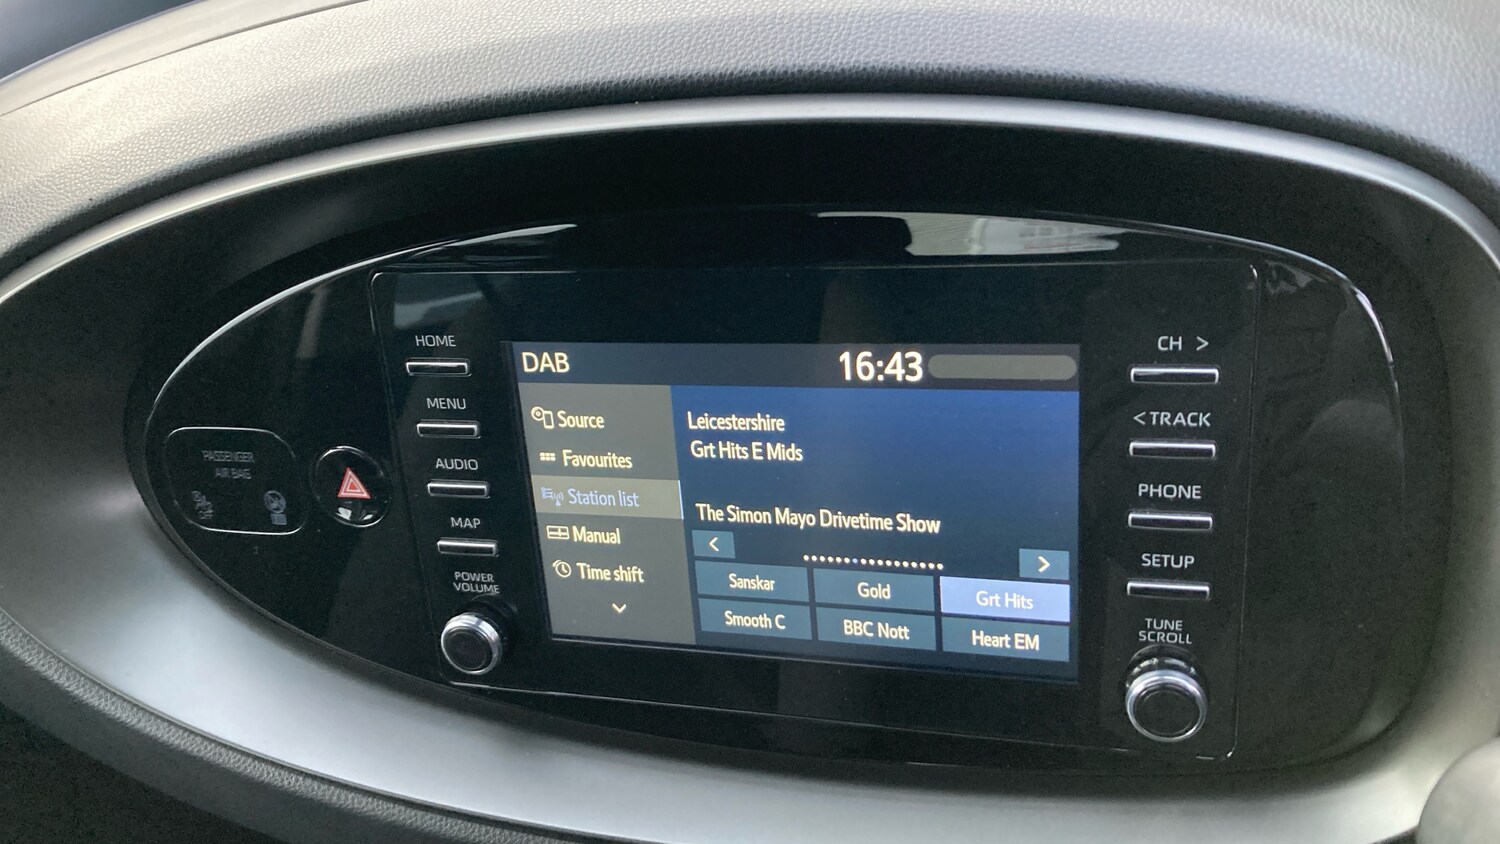 HOME
MENU
AUDIO
MAP
POWER
VOLUME
PASSENGER
AIR BAG
DAB
16:43
Source
Favourites
Station list
Manual
Time shift
Leicestershire
Grt Hits E Mids
The Simon Mayo Drivetime Show
<
>
Sanskar
Gold
Grt Hits
Smooth C
BBC Nott
Heart EM
CH >
< TRACK
PHONE
SETUP
TUNE
SCROLL